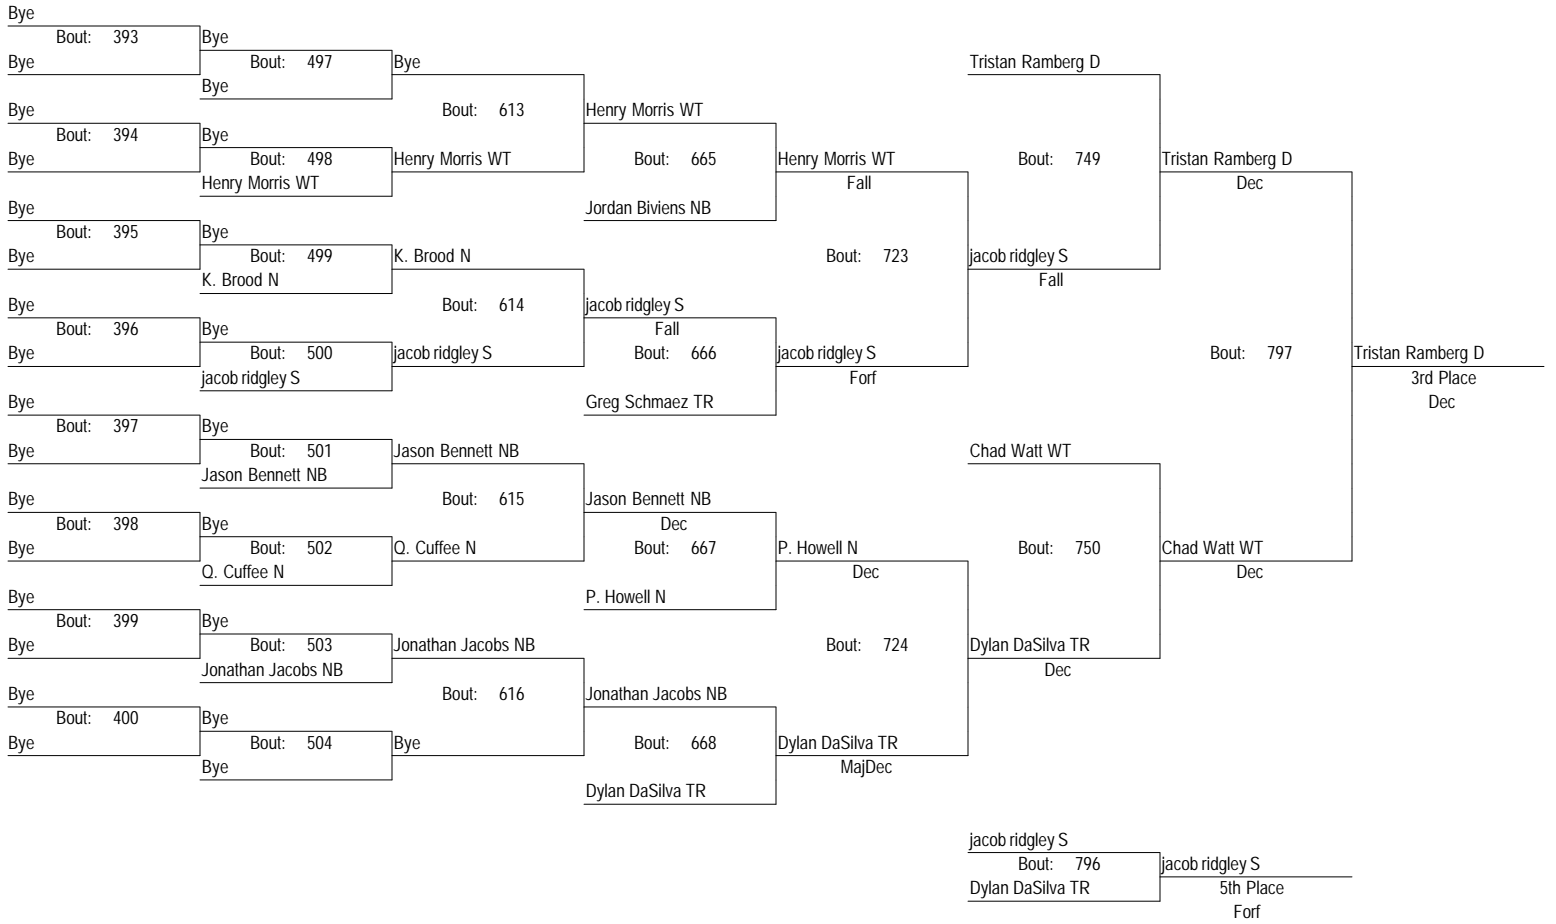 Bye
Bout: 393 Bye
Bye Bout: 497 Bye Tristan Ramberg D
Bye
Bye Bout: 613 Henry Morris WT
Bout: 394 Bye
Bye Bout: 498 Henry Morris WT Bout: 665 Henry Morris WT Bout: 749 Tristan Ramberg D
Henry Morris WT Fall Dec
Bye Jordan Biviens NB
Bout: 395 Bye
Bye Bout: 499 K. Brood N Bout: 723 jacob ridgley S
K. Brood N Fall
Bye Bout: 614 jacob ridgley S
Bout: 396 Bye Fall
Bye Bout: 500 jacob ridgley S Bout: 666 jacob ridgley S Bout: 797 Tristan Ramberg D
jacob ridgley S Forf 3rd Place
Bye Greg Schmaez TR Dec
Bout: 397 Bye
Bye Bout: 501 Jason Bennett NB Chad Watt WT
Jason Bennett NB
Bye Bout: 615 Jason Bennett NB
Bout: 398 Bye Dec
Bye Bout: 502 Q. Cuffee N Bout: 667 P. Howell N Bout: 750 Chad Watt WT
Q. Cuffee N Dec Dec
Bye P. Howell N
Bout: 399 Bye
Bye Bout: 503 Jonathan Jacobs NB Bout: 724 Dylan DaSilva TR
Jonathan Jacobs NB Dec
Bye Bout: 616 Jonathan Jacobs NB
Bout: 400 Bye
Bye Bout: 504 Bye Bout: 668 Dylan DaSilva TR
Bye MajDec
Dylan DaSilva TR
jacob ridgley S
Bout: 796 jacob ridgley S
Dylan DaSilva TR 5th Place
Forf